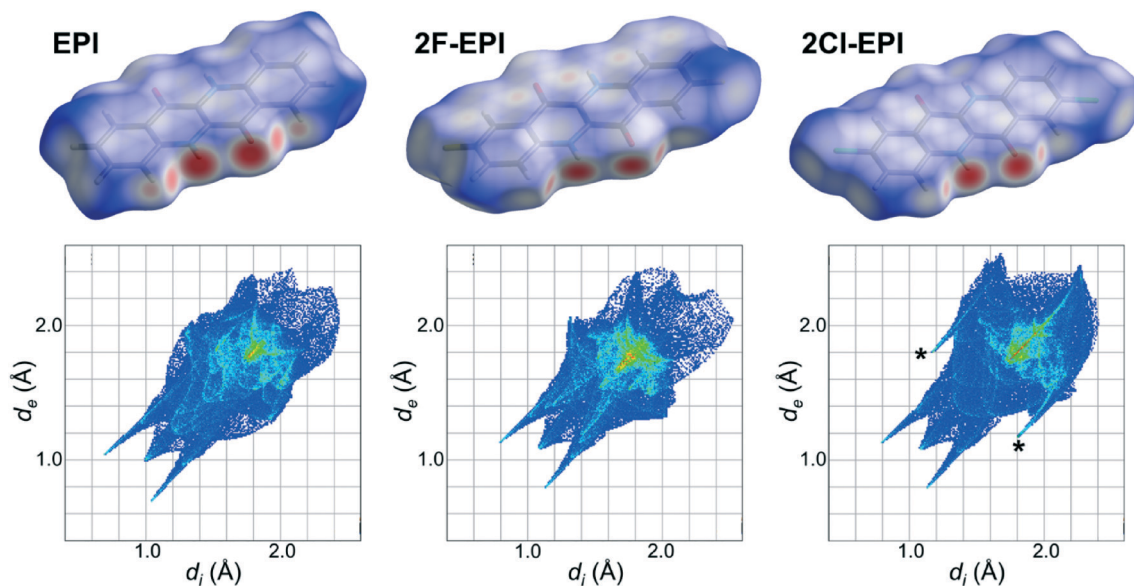 EPI 2F-EPI 2Cl-EPI
2.0 2.0 2.0
dₑ (Å) dₑ (Å) dₑ (Å)
*
1.0 1.0 1.0
*
1.0 2.0 1.0 2.0 1.0 2.0
dᵢ (Å) dᵢ (Å) dᵢ (Å)